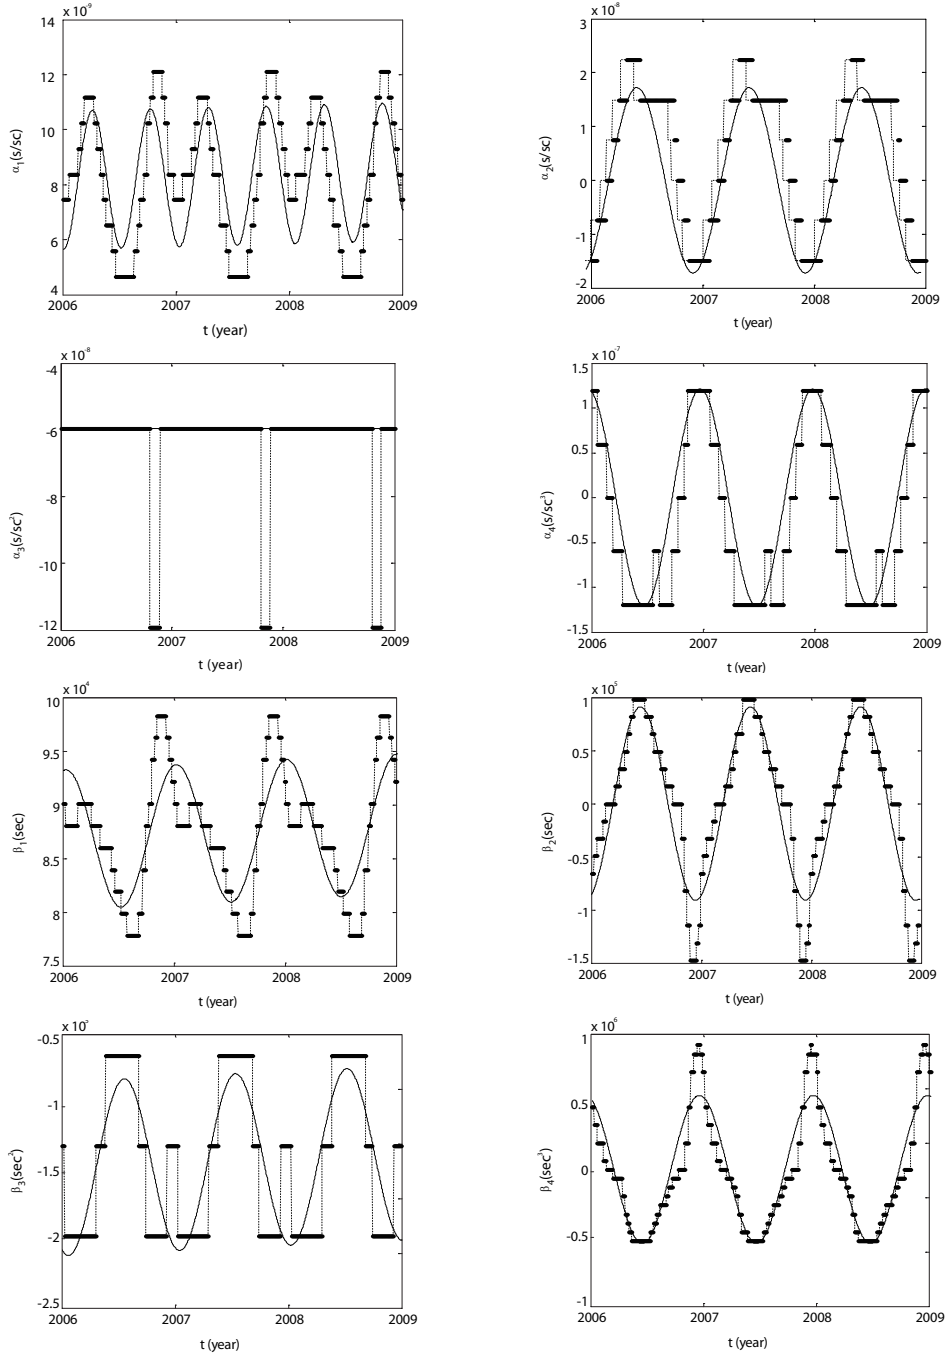 x 10⁻⁹
14
12
10
8
6
4
α₁(s/sc)
2006 2007 2008 2009
t (year)
x 10⁻⁸
3
2
1
0
-1
-2
α₂(s/sc)
2006 2007 2008 2009
t (year)
x 10⁻⁸
-4
-6
-8
-10
-12
α₃(s/sc²)
2006 2007 2008 2009
t (year)
x 10⁻⁷
1.5
1
0.5
0
-0.5
-1
-1.5
α₄(s/sc³)
2006 2007 2008 2009
t (year)
x 10⁴
10
9.5
9
8.5
8
7.5
β₁(sec)
2006 2007 2008 2009
t (year)
x 10⁵
1
0.5
0
-0.5
-1
-1.5
β₂(sec)
2006 2007 2008 2009
t (year)
x 10⁵
-0.5
-1
-1.5
-2
-2.5
β₃(sec²)
2006 2007 2008 2009
t (year)
x 10⁶
1
0.5
0
-0.5
-1
β₄(sec³)
2006 2007 2008 2009
t (year)